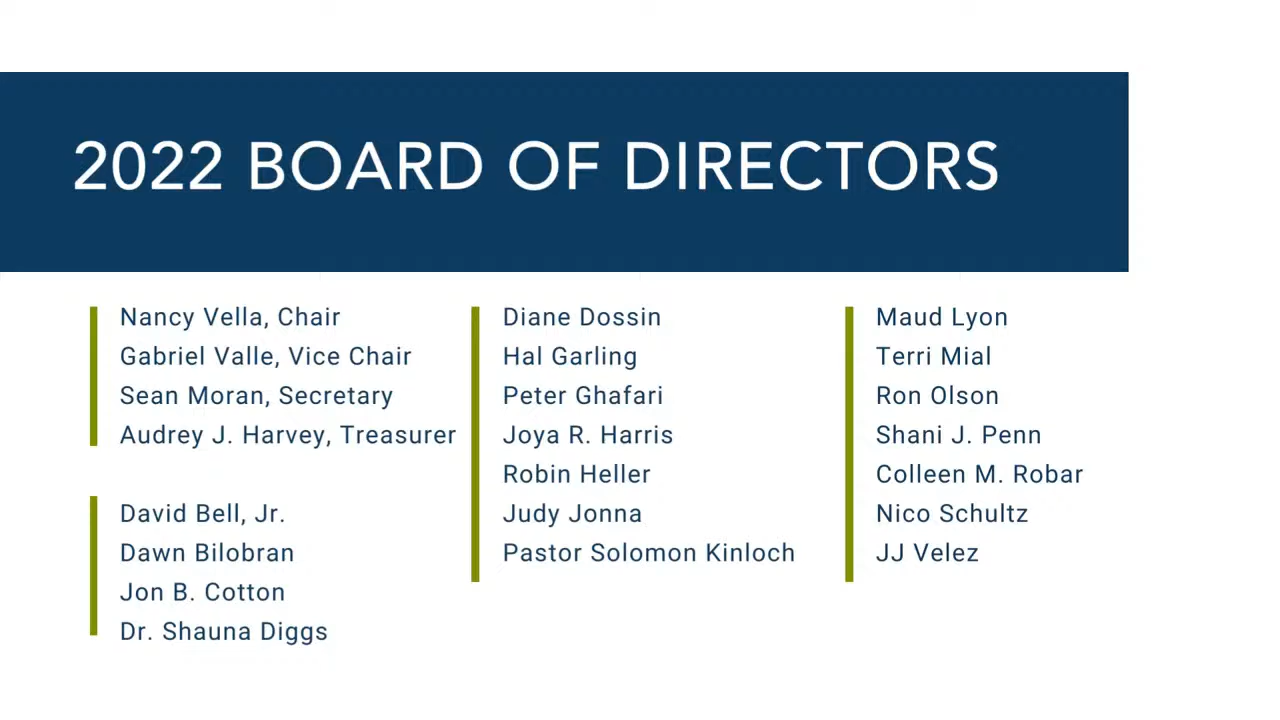 2022 BOARD OF DIRECTORS
Nancy Vella, Chair
Gabriel Valle, Vice Chair
Sean Moran, Secretary
Audrey J. Harvey, Treasurer
David Bell, Jr.
Dawn Bilobran
Jon B. Cotton
Dr. Shauna Diggs
Diane Dossin
Hal Garling
Peter Ghafari
Joya R. Harris
Robin Heller
Judy Jonna
Pastor Solomon Kinloch
Maud Lyon
Terri Mial
Ron Olson
Shani J. Penn
Colleen M. Robar
Nico Schultz
JJ Velez